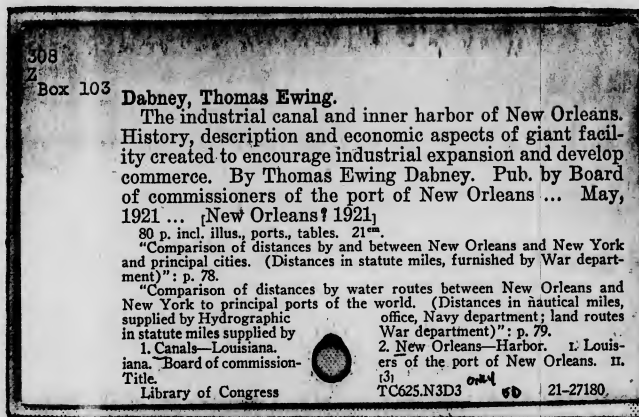 308
Z
Box 103
Dabney, Thomas Ewing.
The industrial canal and inner harbor of New Orleans.
History, description and economic aspects of giant facil-
ity created to encourage industrial expansion and develop
commerce. By Thomas Ewing Dabney. Pub. by Board
of commissioners of the port of New Orleans ... May,
1921 ... [New Orleans? 1921]
80 p. incl. illus., ports., tables. 21cm.
"Comparison of distances by and between New Orleans and New York
and principal cities. (Distances in statute miles, furnished by War depart-
ment)": p. 78.
"Comparison of distances by water routes between New Orleans and
New York to principal ports of the world. (Distances in nautical miles,
supplied by Hydrographic office, Navy department; land routes
in statute miles supplied by War department)": p. 79.
1. Canals—Louisiana. 2. New Orleans—Harbor. I. Louis-
iana. Board of commission- ers of the port of New Orleans. II.
Title. [3]
Library of Congress TC625.N3D3 21-27180